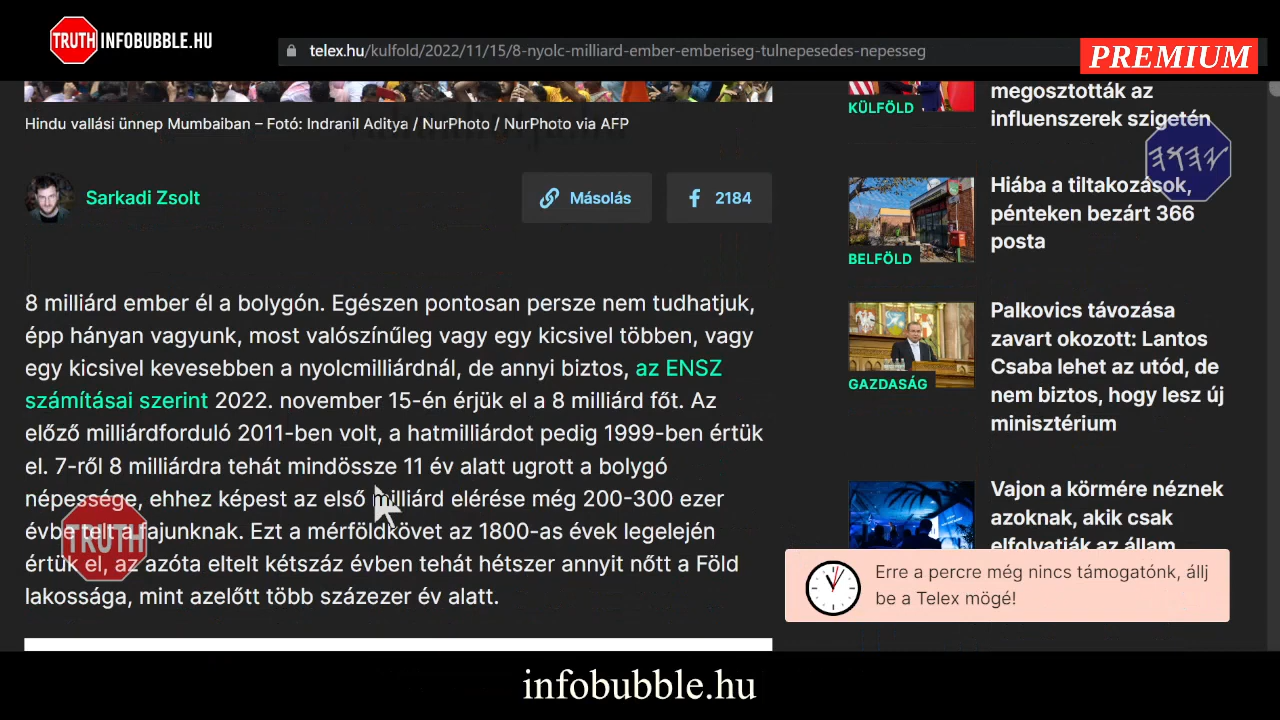 TRUTH INFOBUBBLE.HU
telex.hu/kulfold/2022/11/15/8-nyolc-milliard-ember-emberiseg-tulnepesedes-nepesseg
PREMIUM
Hindu vallási ünnep Mumbaiban – Fotó: Indranil Aditya / NurPhoto / NurPhoto via AFP
Sarkadi Zsolt
Másolás
2184
8 milliárd ember él a bolygón. Egészen pontosan persze nem tudhatjuk,
épp hányan vagyunk, most valószínűleg vagy egy kicsivel többen, vagy
egy kicsivel kevesebben a nyolcmilliárdnál, de annyi biztos, az ENSZ
számításai szerint 2022. november 15-én érjük el a 8 milliárd főt. Az
előző milliárdforduló 2011-ben volt, a hatmilliárdot pedig 1999-ben értük
el. 7-ről 8 milliárdra tehát mindössze 11 év alatt ugrott a bolygó
népessége, ehhez képest az első milliárd elérése még 200-300 ezer
évbe telt a fajunknak. Ezt a mérföldkövet az 1800-as évek legelején
értük el, az azóta eltelt kétszáz évben tehát hétszer annyit nőtt a Föld
lakossága, mint azelőtt több százezer év alatt.
TRUTH
KÜLFÖLD
megosztották az
influenszerek szigetén
𐤉𐤄𐤅𐤄
BELFÖLD
Hiába a tiltakozások,
pénteken bezárt 366
posta
GAZDASÁG
Palkovics távozása
zavart okozott: Lantos
Csaba lehet az utód, de
nem biztos, hogy lesz új
minisztérium
Vajon a körmére néznek
azoknak, akik csak
elfolyatják az állam
Erre a percre még nincs támogatónk, állj
be a Telex mögé!
infobubble.hu